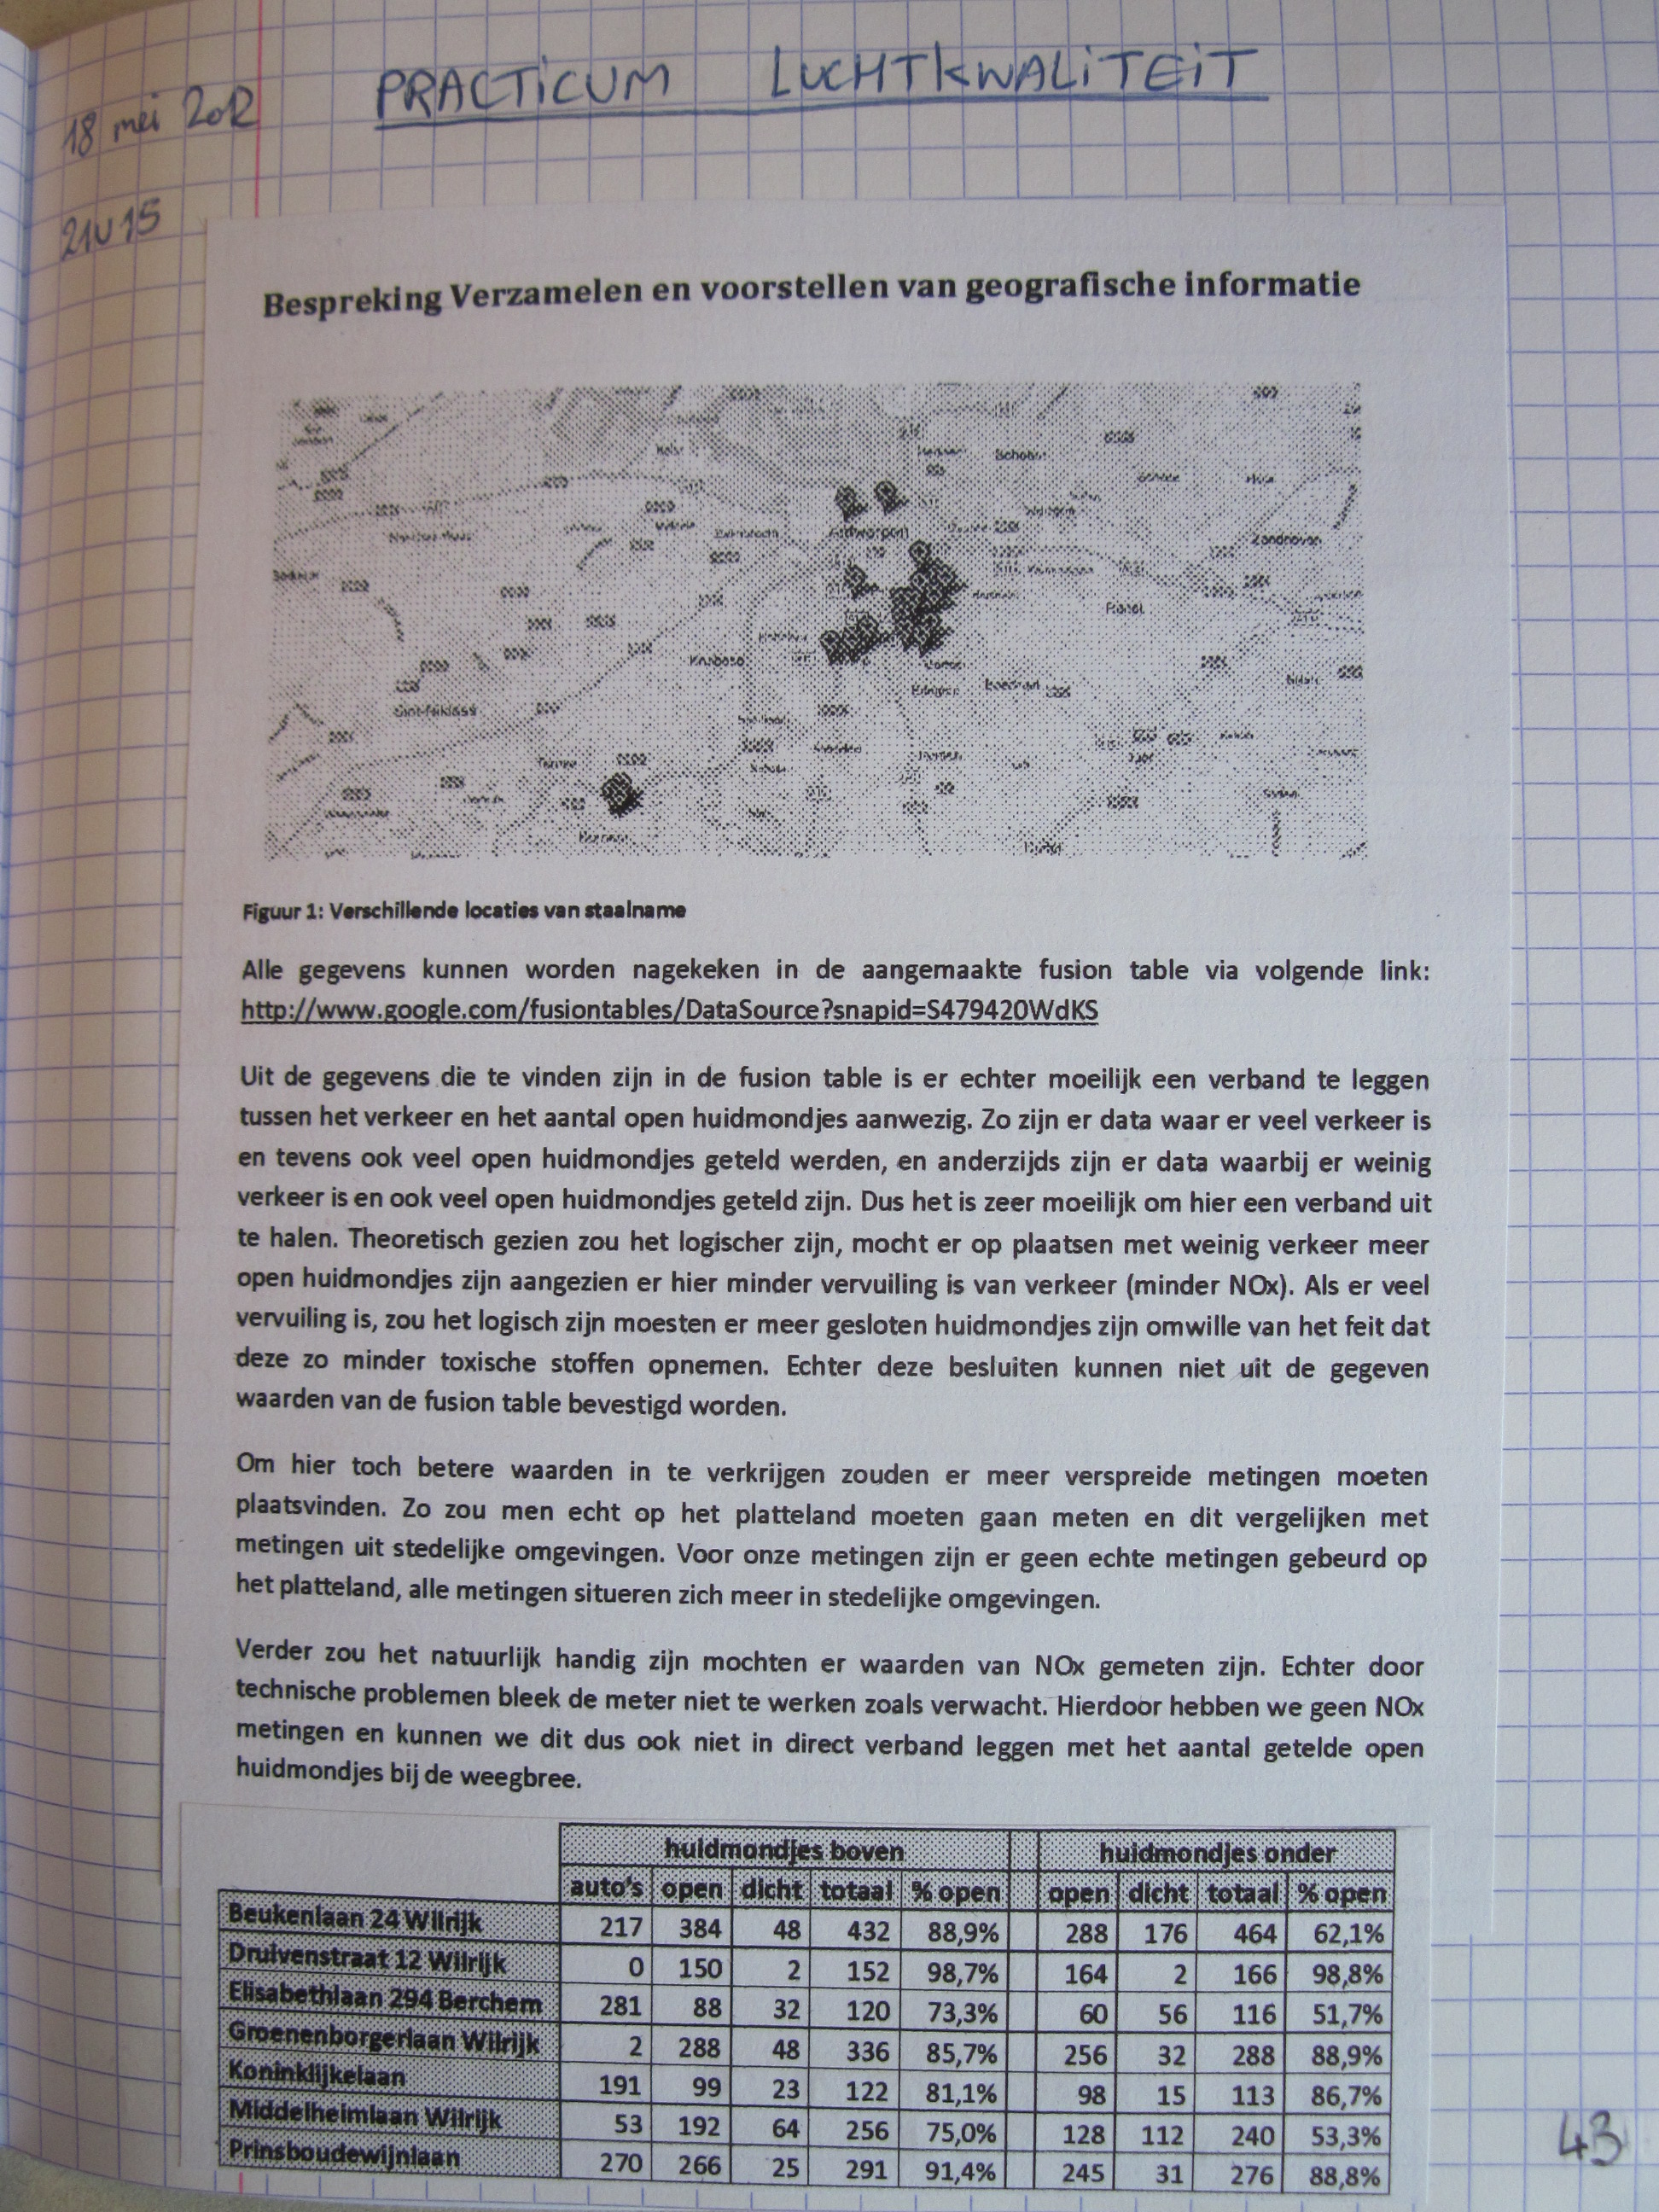 PRACTICUM LUCHTKWALITEIT
18 mei 2012
21u15
Bespreking Verzamelen en voorstellen van geografische informatie
Antwerpen
Zandhoven
Ranst
Sint-Niklaas
Figuur 1: Verschillende locaties van staalname
Alle gegevens kunnen worden nagekeken in de aangemaakte fusion table via volgende link:
http://www.google.com/fusiontables/DataSource?snapid=S479420WdKS
Uit de gegevens die te vinden zijn in de fusion table is er echter moeilijk een verband te leggen
tussen het verkeer en het aantal open huidmondjes aanwezig. Zo zijn er data waar er veel verkeer is
en tevens ook veel open huidmondjes geteld werden, en anderzijds zijn er data waarbij er weinig
verkeer is en ook veel open huidmondjes geteld zijn. Dus het is zeer moeilijk om hier een verband uit
te halen. Theoretisch gezien zou het logischer zijn, mocht er op plaatsen met weinig verkeer meer
open huidmondjes zijn aangezien er hier minder vervuiling is van verkeer (minder NOx). Als er veel
vervuiling is, zou het logisch zijn moesten er meer gesloten huidmondjes zijn omwille van het feit dat
deze zo minder toxische stoffen opnemen. Echter deze besluiten kunnen niet uit de gegeven
waarden van de fusion table bevestigd worden.
Om hier toch betere waarden in te verkrijgen zouden er meer verspreide metingen moeten
plaatsvinden. Zo zou men echt op het platteland moeten gaan meten en dit vergelijken met
metingen uit stedelijke omgevingen. Voor onze metingen zijn er geen echte metingen gebeurd op
het platteland, alle metingen situeren zich meer in stedelijke omgevingen.
Verder zou het natuurlijk handig zijn mochten er waarden van NOx gemeten zijn. Echter door
technische problemen bleek de meter niet te werken zoals verwacht. Hierdoor hebben we geen NOx
metingen en kunnen we dit dus ook niet in direct verband leggen met het aantal getelde open
huidmondjes bij de weegbree.
huidmondjes boven huidmondjes onder
auto's open dicht totaal % open open dicht totaal % open
Beukenlaan 24 Wilrijk 217 384 48 432 88,9% 288 176 464 62,1%
Druivenstraat 12 Wilrijk 0 150 2 152 98,7% 164 2 166 98,8%
Elisabethlaan 294 Berchem 281 88 32 120 73,3% 60 56 116 51,7%
Groenenborgerlaan Wilrijk 2 288 48 336 85,7% 256 32 288 88,9%
Koninklijkelaan 191 99 23 122 81,1% 98 15 113 86,7%
Middelheimlaan Wilrijk 53 192 64 256 75,0% 128 112 240 53,3%
Prinsboudewijnlaan 270 266 25 291 91,4% 245 31 276 88,8%
43